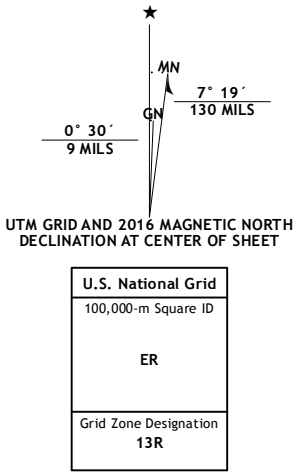 MN
7° 19´
130 MILS
GN
0° 30´
9 MILS
UTM GRID AND 2016 MAGNETIC NORTH
DECLINATION AT CENTER OF SHEET
U.S. National Grid
100,000-m Square ID
ER
Grid Zone Designation
13R